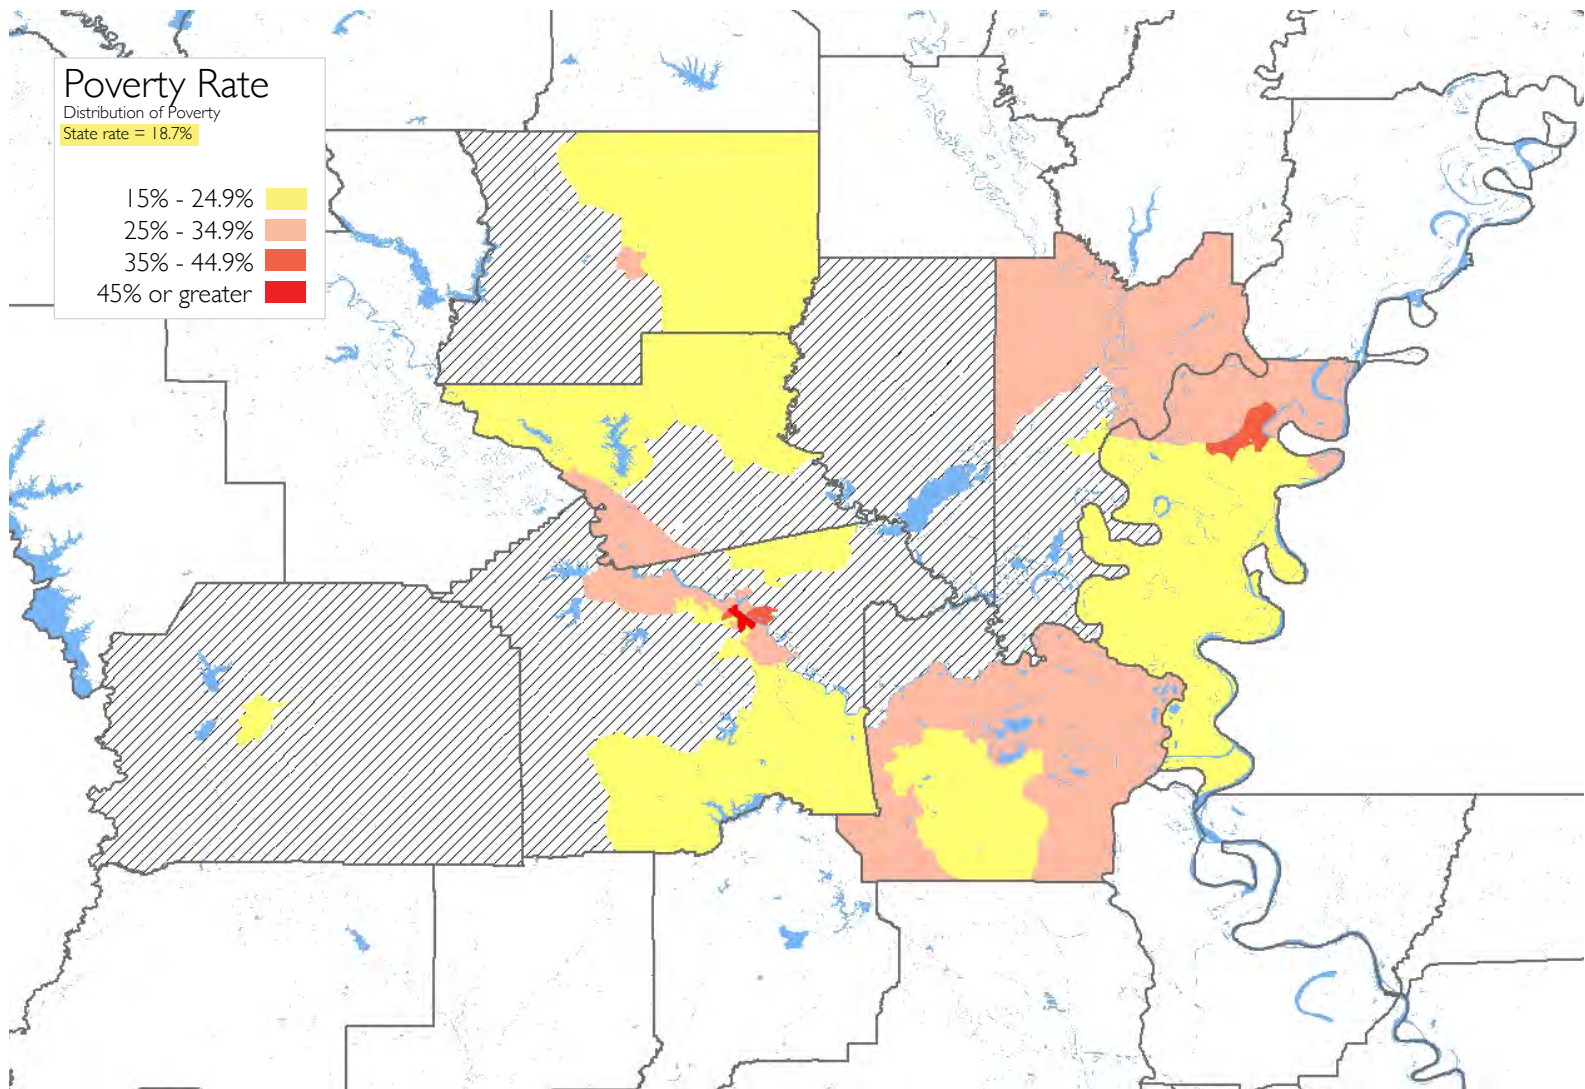 Poverty Rate
Distribution of Poverty
State rate = 18.7%
15% - 24.9%
25% - 34.9%
35% - 44.9%
45% or greater